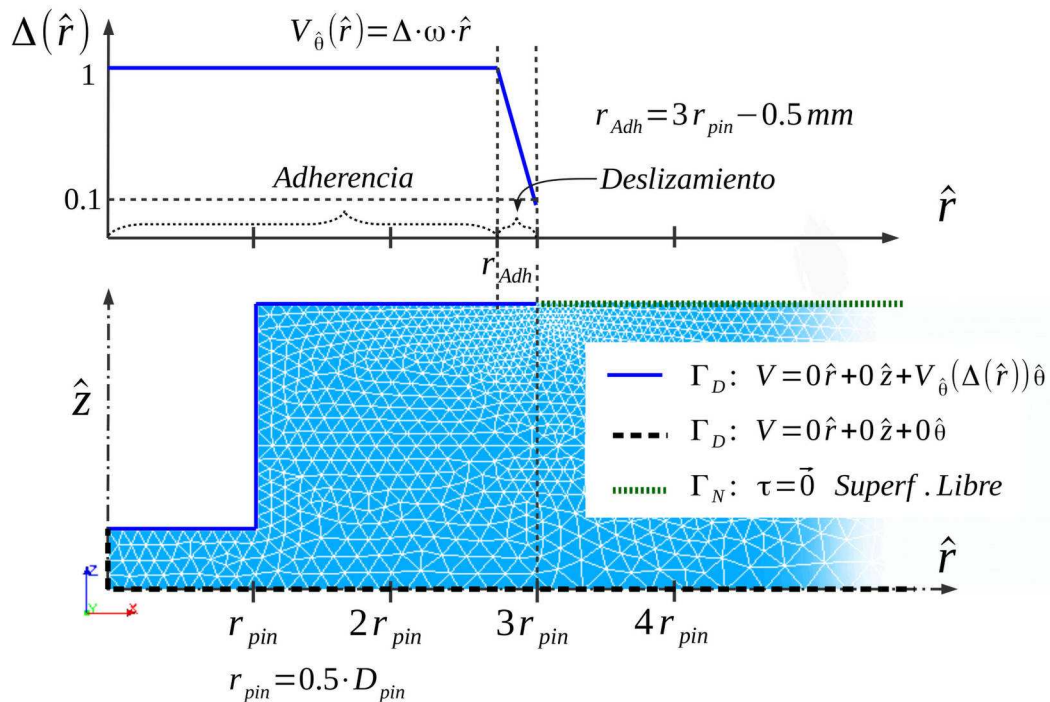 Δ(r̂)
V_θ̂(r̂)=Δ·ω·r̂
1
r_Adh=3r_pin−0.5mm
Adherencia
Deslizamiento
0.1
r̂
r_Adh
ẑ
Γ_D: V=0r̂+0ẑ+V_θ̂(Δ(r̂))θ̂
Γ_D: V=0r̂+0ẑ+0θ̂
Γ_N: τ=0⃗ Superf.Libre
r̂
Z
Y
X
r_pin
2r_pin
3r_pin
4r_pin
r_pin=0.5·D_pin